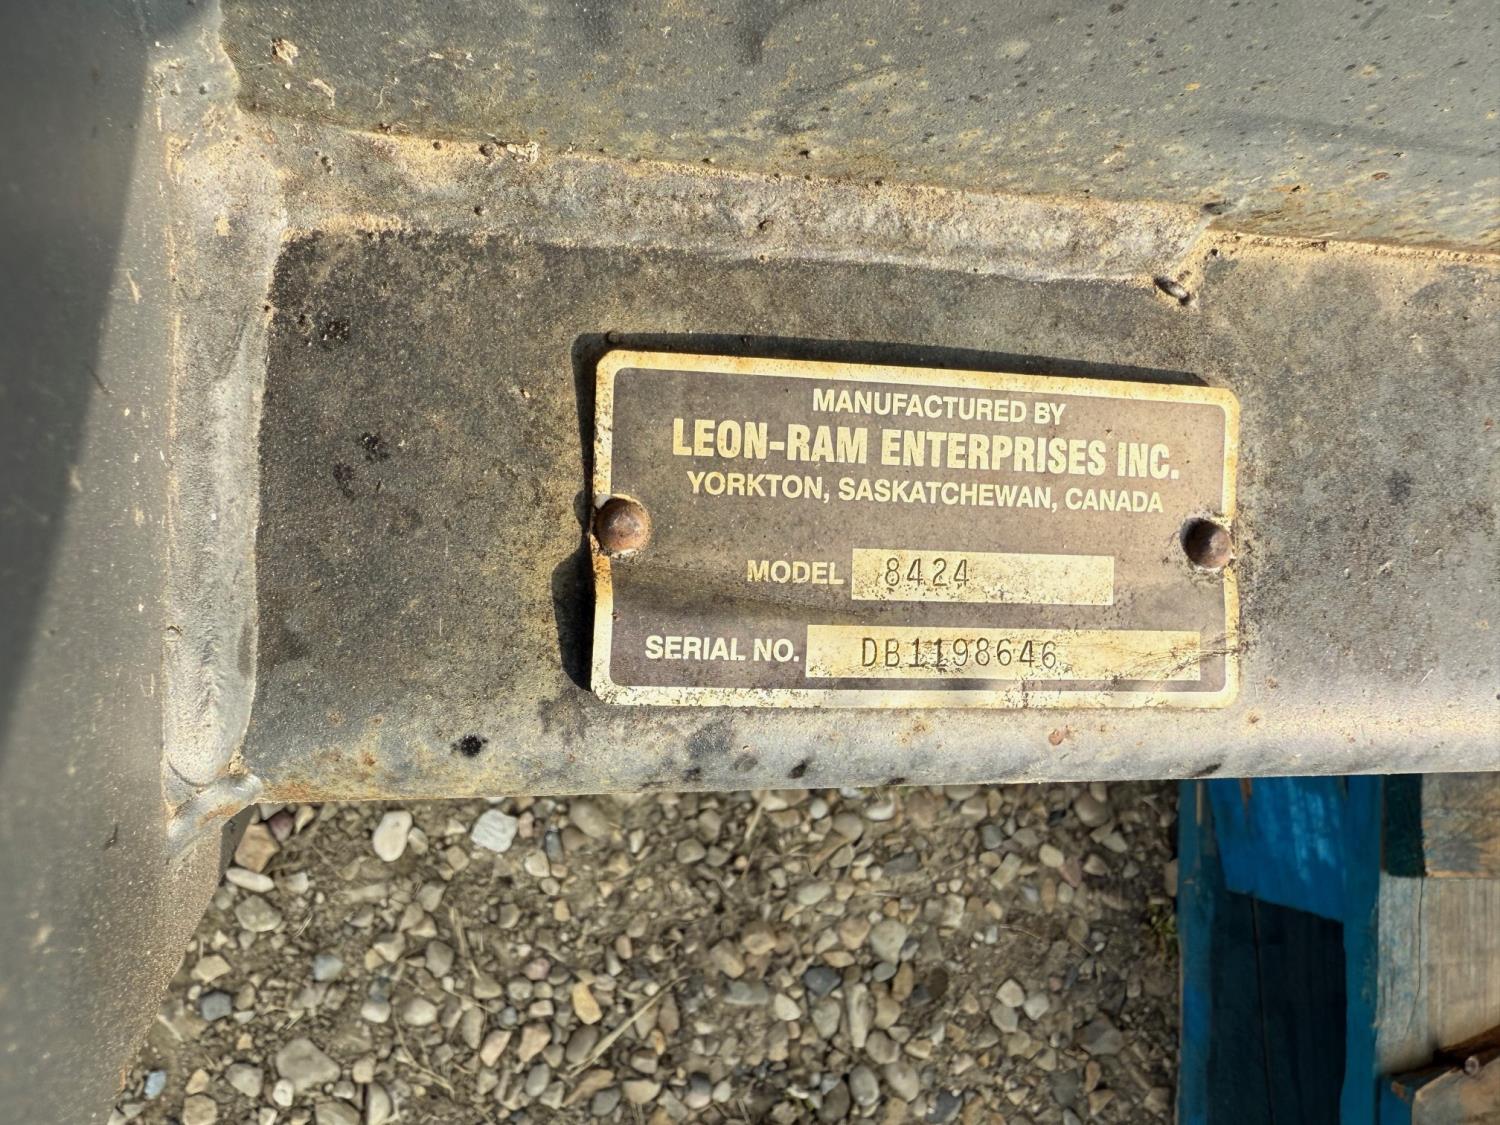 MANUFACTURED BY
LEON-RAM ENTERPRISES INC.
YORKTON, SASKATCHEWAN, CANADA
MODEL 8424
SERIAL NO. DB1198646